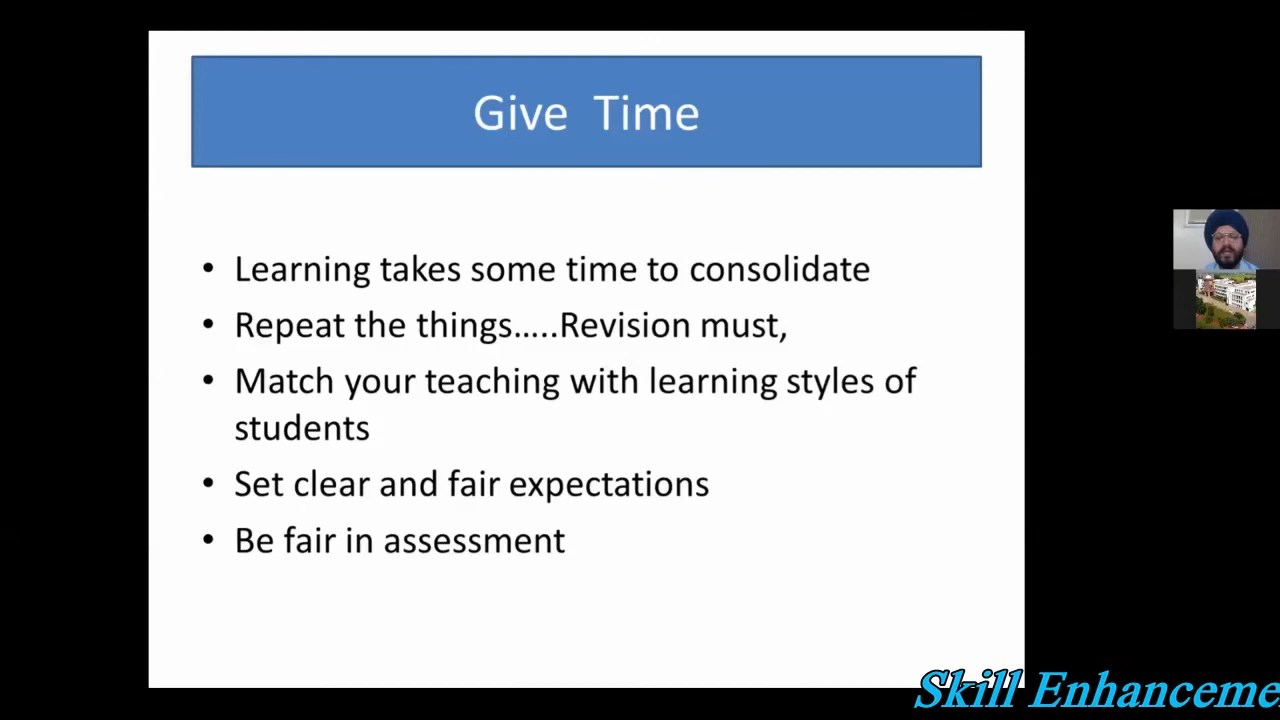 Give Time
• Learning takes some time to consolidate
• Repeat the things.....Revision must,
• Match your teaching with learning styles of
students
• Set clear and fair expectations
• Be fair in assessment
Skill Enhanceme